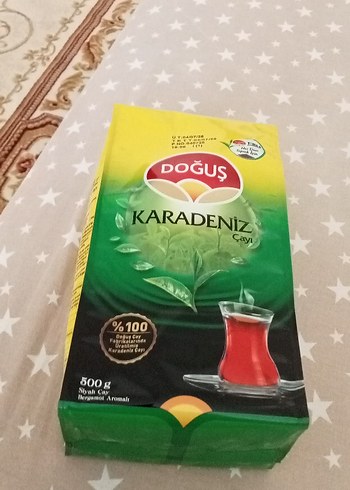 DOĞUŞ
KARADENİZ
Çayı
%100
Doğuş Çay
Fabrikalarında
Üretilmiş
Karadeniz Çayı
500 g
Siyah Çay
Bergamot Aromalı